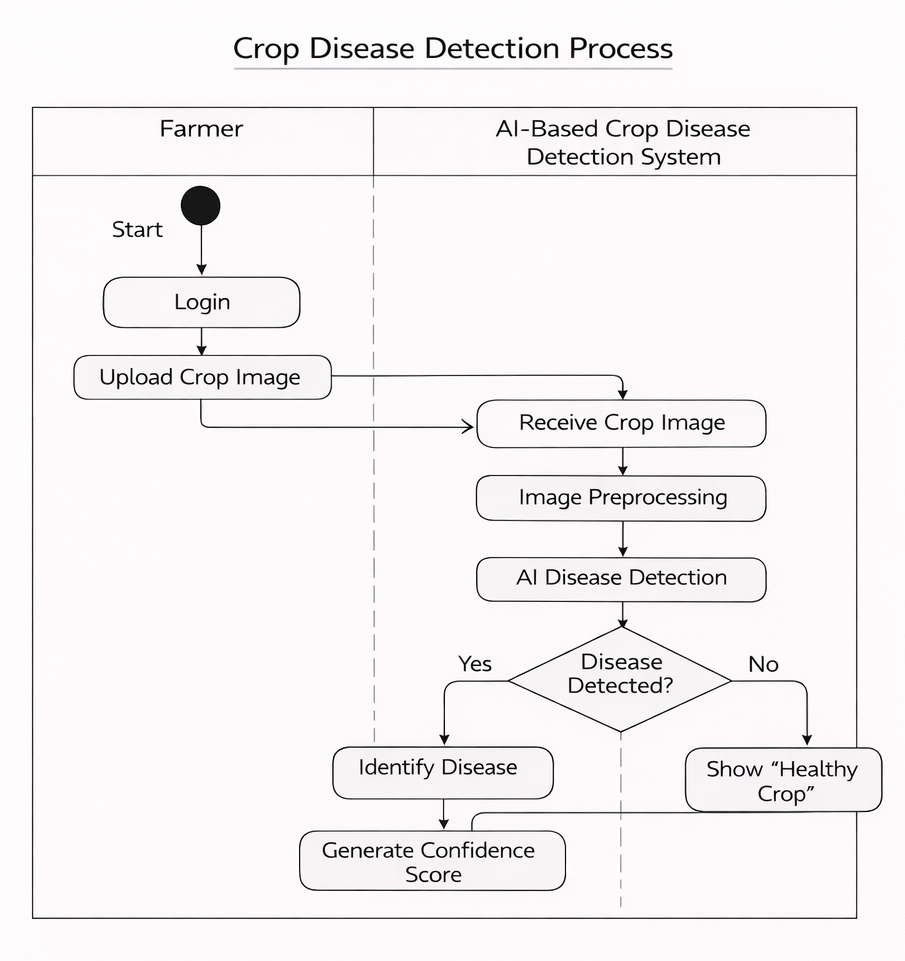 Crop Disease Detection Process
Farmer
AI-Based Crop Disease
Detection System
Start
Login
Upload Crop Image
Receive Crop Image
Image Preprocessing
AI Disease Detection
Yes
Disease
Detected?
No
Identify Disease
Show “Healthy
Crop”
Generate Confidence
Score